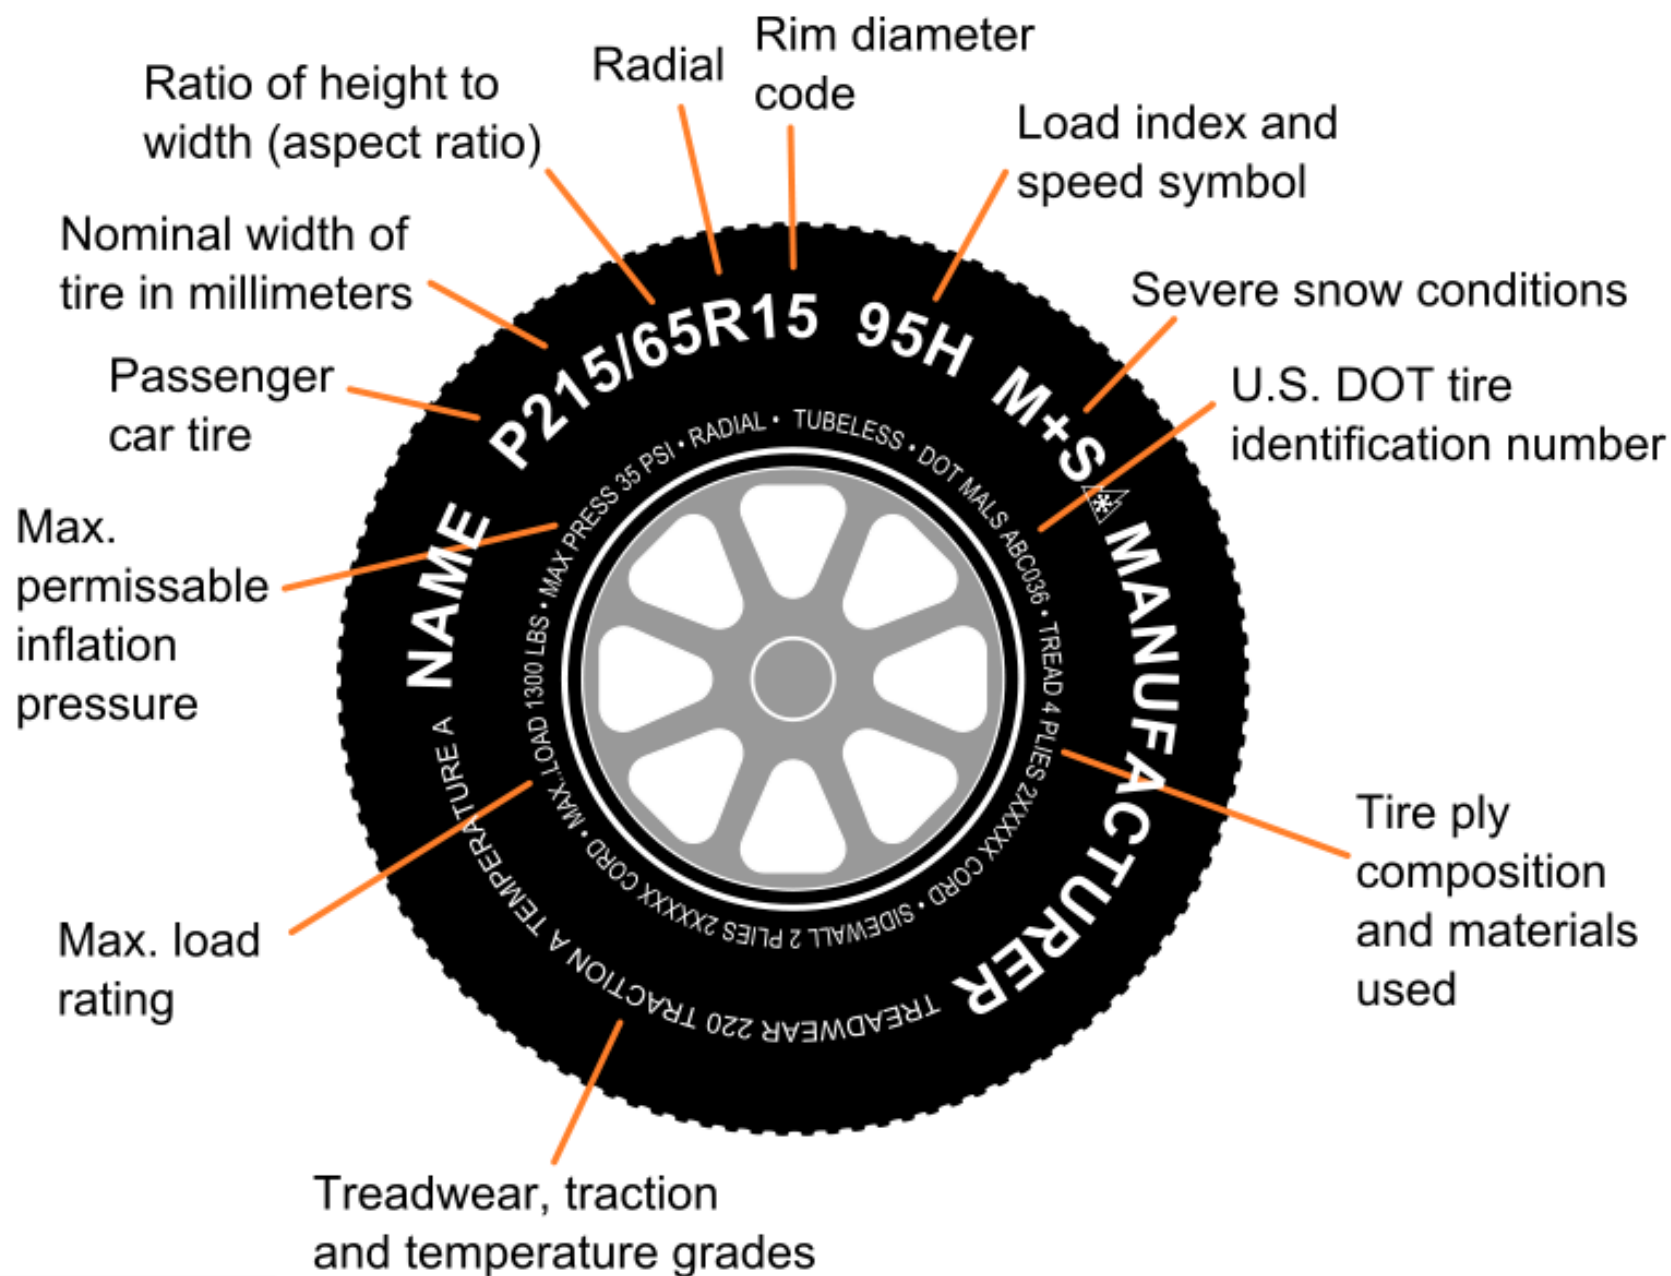 Rim diameter
code
Radial
Ratio of height to
width (aspect ratio)
Load index and
speed symbol
Nominal width of
tire in millimeters
Severe snow conditions
Passenger
car tire
U.S. DOT tire
identification number
Max.
permissable
inflation
pressure
Tire ply
composition
and materials
used
Max. load
rating
Treadwear, traction
and temperature grades
NAME P215/65R15 95H M+S MANUFACTURER
TREADWEAR 220 TRACTION A TEMPERATURE A
MAX PRESS 35 PSI • RADIAL • TUBELESS • DOT MALS ABC036 • TREAD 4 PLIES 2XXXXX CORD • SIDEWALL 2 PLIES 2XXXXX CORD • MAX.LOAD 1300 LBS •